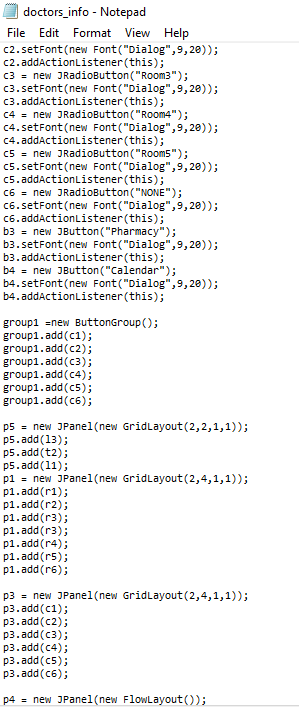 doctors_info - Notepad
File Edit Format View Help
c2.setFont(new Font("Dialog",9,20));
c2.addActionListener(this);
c3 = new JRadioButton("Room3");
c3.setFont(new Font("Dialog",9,20));
c3.addActionListener(this);
c4 = new JRadioButton("Room4");
c4.setFont(new Font("Dialog",9,20));
c4.addActionListener(this);
c5 = new JRadioButton("Room5");
c5.setFont(new Font("Dialog",9,20));
c5.addActionListener(this);
c6 = new JRadioButton("NONE");
c6.setFont(new Font("Dialog",9,20));
c6.addActionListener(this);
b3 = new JButton("Pharmacy");
b3.setFont(new Font("Dialog",9,20));
b3.addActionListener(this);
b4 = new JButton("Calendar");
b4.setFont(new Font("Dialog",9,20));
b4.addActionListener(this);

group1 =new ButtonGroup();
group1.add(c1);
group1.add(c2);
group1.add(c3);
group1.add(c4);
group1.add(c5);
group1.add(c6);

p5 = new JPanel(new GridLayout(2,2,1,1));
p5.add(l3);
p5.add(t2);
p5.add(l1);
p1 = new JPanel(new GridLayout(2,4,1,1));
p1.add(r1);
p1.add(r2);
p1.add(r3);
p1.add(r3);
p1.add(r4);
p1.add(r5);
p1.add(r6);

p3 = new JPanel(new GridLayout(2,4,1,1));
p3.add(c1);
p3.add(c2);
p3.add(c3);
p3.add(c4);
p3.add(c5);
p3.add(c6);

p4 = new JPanel(new FlowLayout());